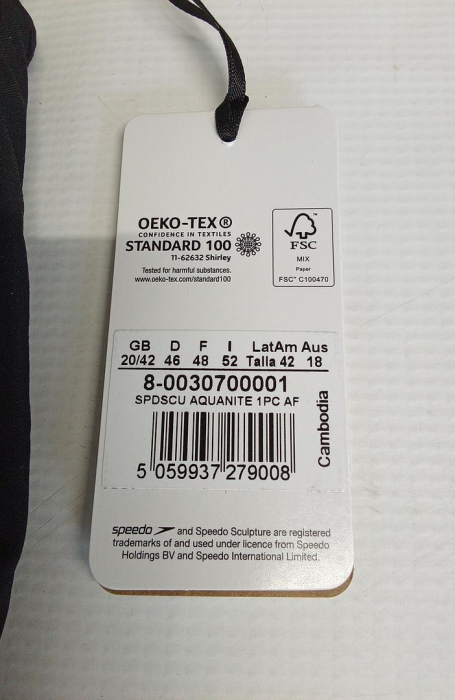 OEKO-TEX®
CONFIDENCE IN TEXTILES
STANDARD 100
11-62632 Shirley
Tested for harmful substances.
www.oeko-tex.com/standard100
FSC
MIX
Paper
FSC™ C100470
GB D F I LatAm Aus
20/42 46 48 52 Talla 42 18
8-0030700001
SPDSCU AQUANITE 1PC AF
Cambodia
5 059937 279008
speedo and Speedo Sculpture are registered
trademarks of and used under licence from Speedo
Holdings BV and Speedo International Limited.